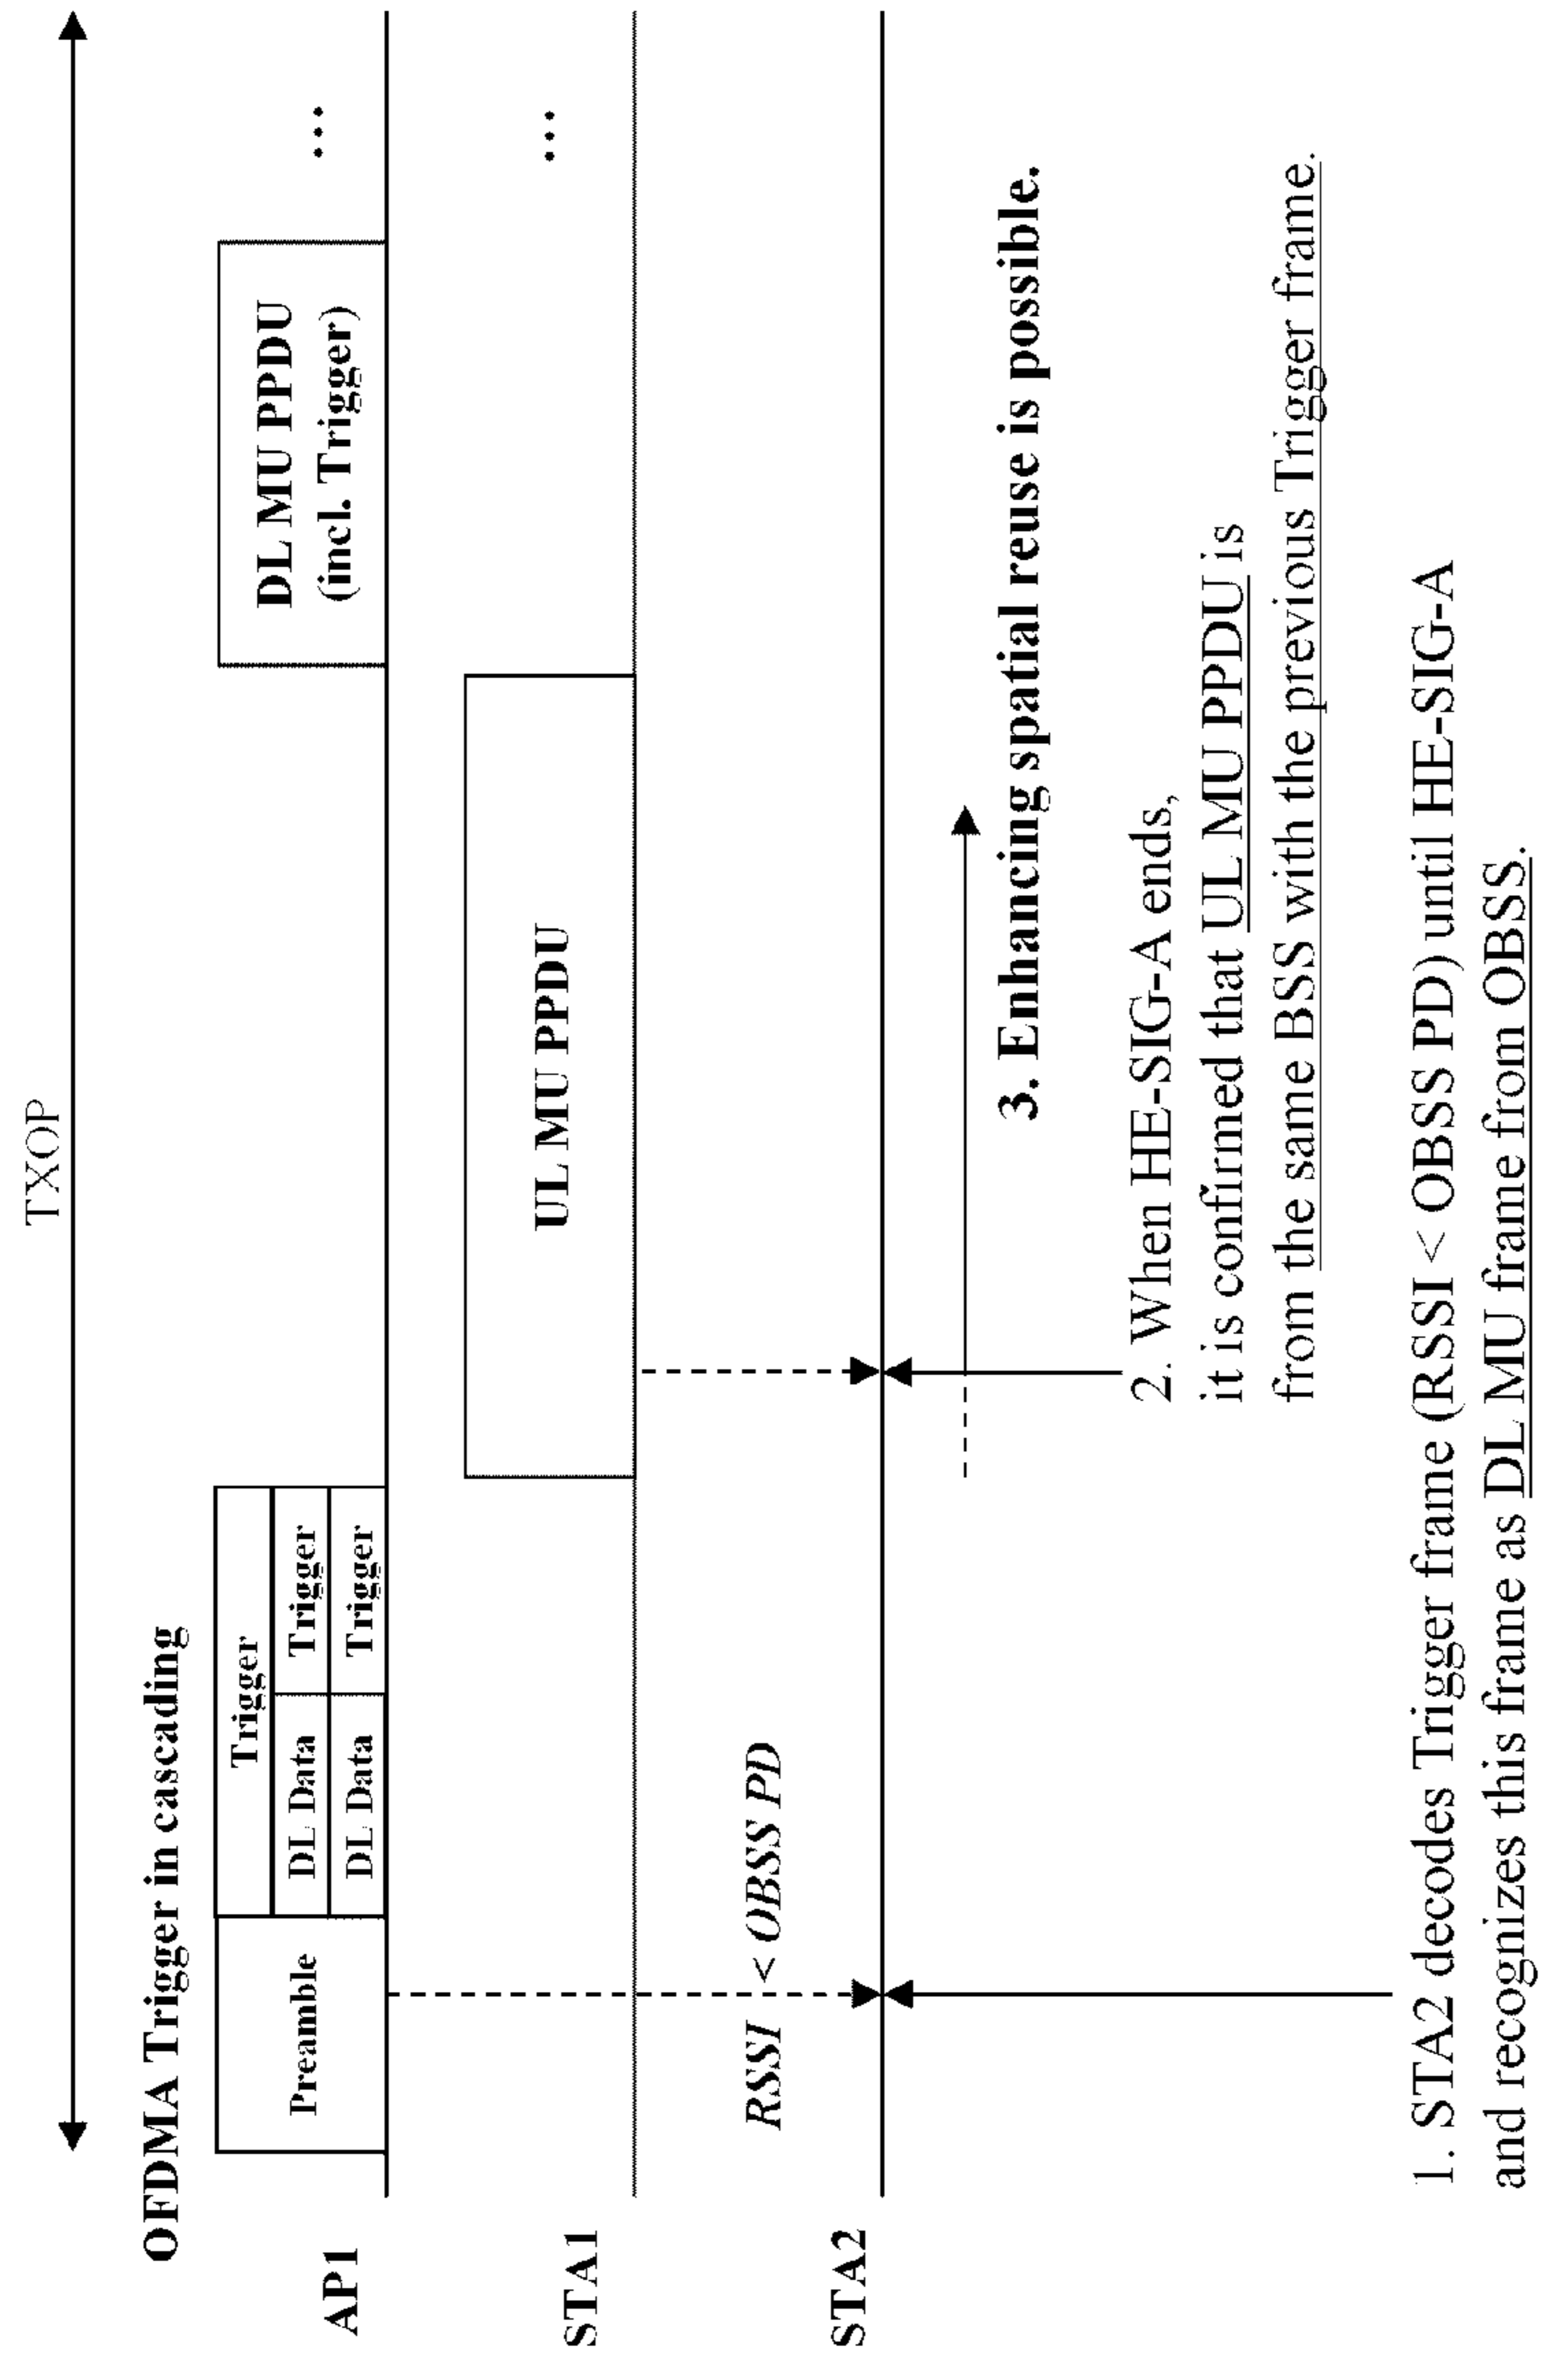 TXOP
OFDMA Trigger in cascading
AP1
Preamble
Trigger
DL Data
Trigger
DL Data
Trigger
DL MU PPDU
(incl. Trigger)
...
STA1
UL MU PPDU
...
RSSI < OBSS PD
STA2
3. Enhancing spatial reuse is possible.
2. When HE-SIG-A ends,
it is confirmed that UL MU PPDU is
from the same BSS with the previous Trigger frame.
1. STA2 decodes Trigger frame (RSSI < OBSS PD) until HE-SIG-A
and recognizes this frame as DL MU frame from OBSS.